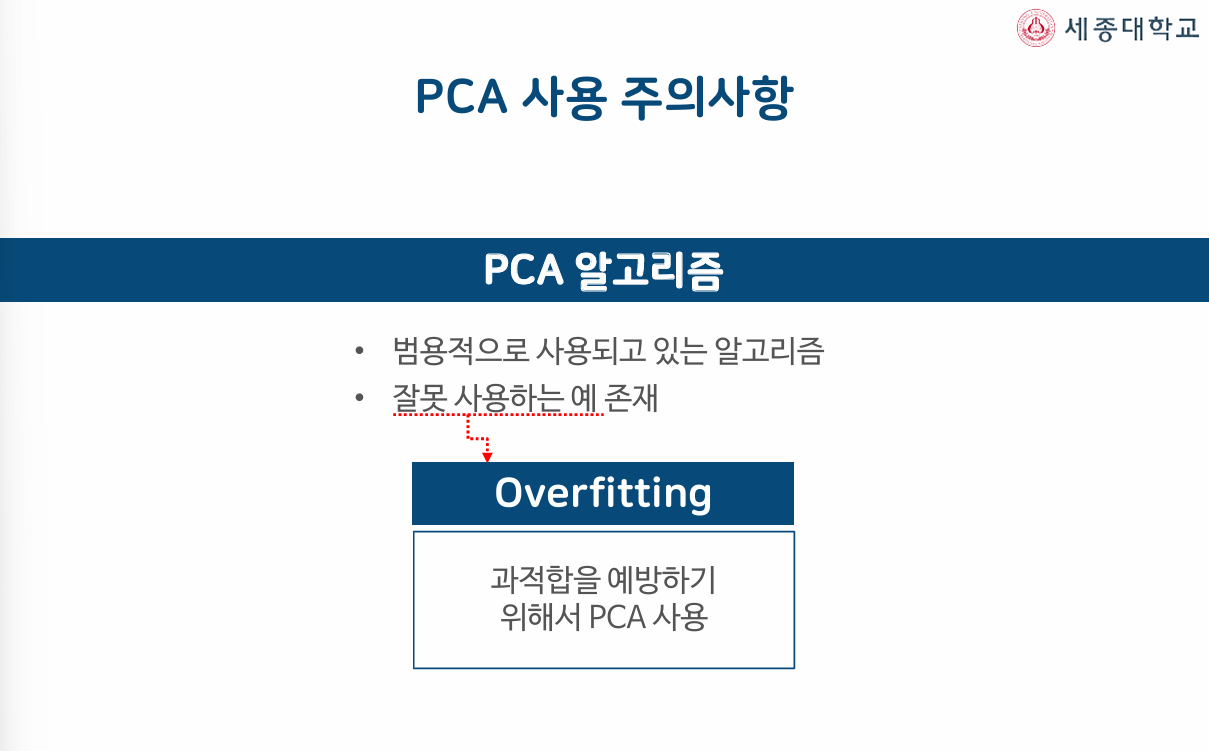 세종대학교
PCA 사용 주의사항
PCA 알고리즘
• 범용적으로 사용되고 있는 알고리즘
• 잘못 사용하는 예 존재
Overfitting
과적합을 예방하기
위해서 PCA 사용